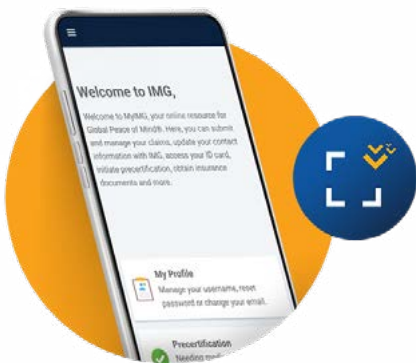 Welcome to IMG,
Welcome to MyIMG, your online resource for
Global Peace of Mind®. Here, you can submit
and manage your claims, update your contact
information with IMG, access your ID card,
initiate precertification, obtain insurance
documents and more.
My Profile
Manage your username, reset
password or change your email.
Precertification
Needing